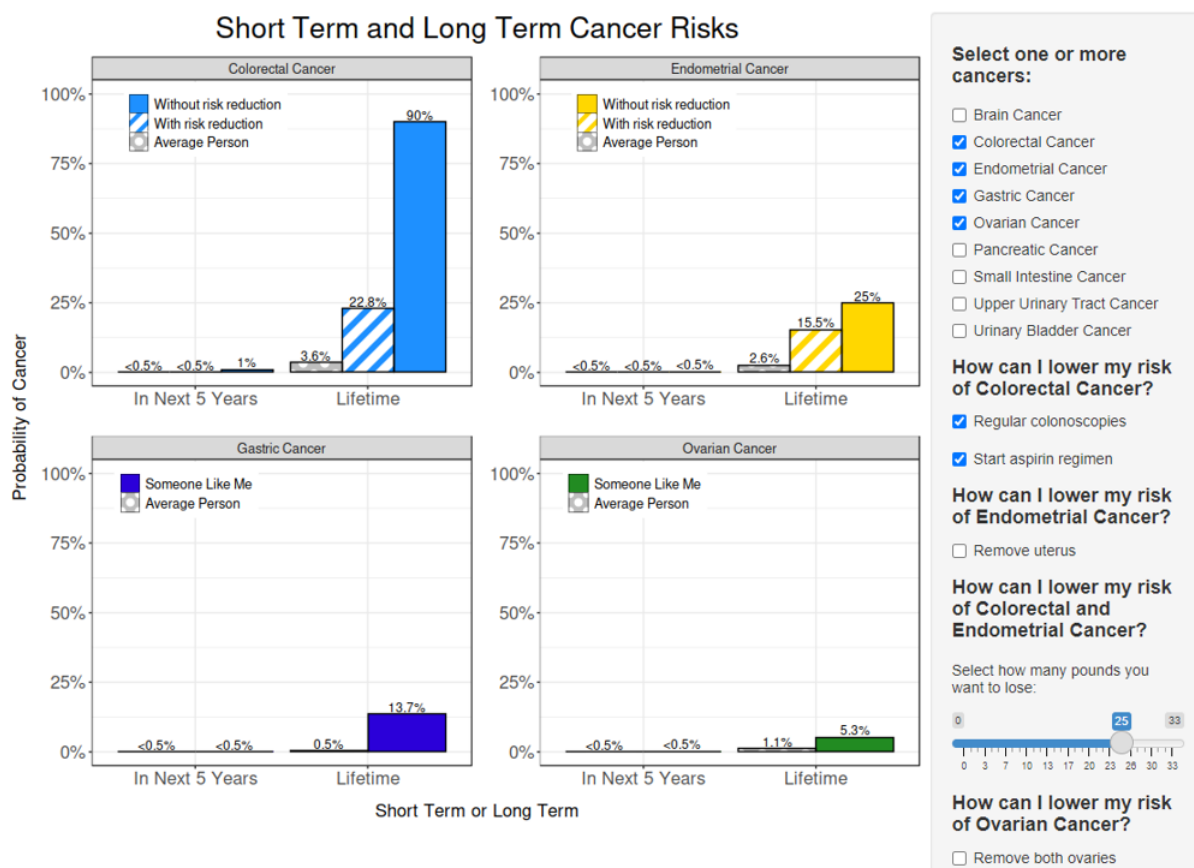 Short Term and Long Term Cancer Risks
Probability of Cancer
Colorectal Cancer
100%
75%
50%
25%
0%
Without risk reduction
With risk reduction
Average Person
<0.5%
<0.5%
1%
3.6%
22.8%
90%
In Next 5 Years
Lifetime
Endometrial Cancer
100%
75%
50%
25%
0%
Without risk reduction
With risk reduction
Average Person
<0.5%
<0.5%
<0.5%
2.6%
15.5%
25%
In Next 5 Years
Lifetime
Gastric Cancer
100%
75%
50%
25%
0%
Someone Like Me
Average Person
<0.5%
<0.5%
0.5%
13.7%
In Next 5 Years
Lifetime
Ovarian Cancer
100%
75%
50%
25%
0%
Someone Like Me
Average Person
<0.5%
<0.5%
1.1%
5.3%
In Next 5 Years
Lifetime
Short Term or Long Term
Select one or more
cancers:
Brain Cancer
Colorectal Cancer
Endometrial Cancer
Gastric Cancer
Ovarian Cancer
Pancreatic Cancer
Small Intestine Cancer
Upper Urinary Tract Cancer
Urinary Bladder Cancer
How can I lower my risk
of Colorectal Cancer?
Regular colonoscopies
Start aspirin regimen
How can I lower my risk
of Endometrial Cancer?
Remove uterus
How can I lower my risk
of Colorectal and
Endometrial Cancer?
Select how many pounds you
want to lose:
0 25 33
0 3 7 10 13 17 20 23 26 30 33
How can I lower my risk
of Ovarian Cancer?
Remove both ovaries